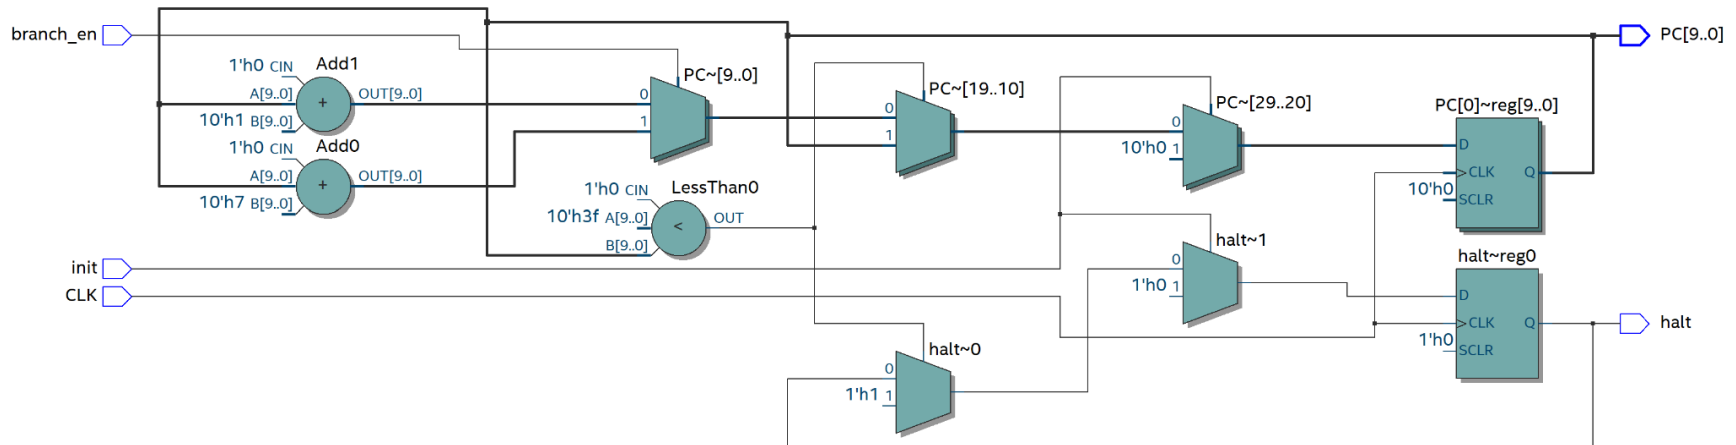 branch_en
PC[9..0]
1'h0 CIN
Add1
A[9..0]
OUT[9..0]
10'h1 B[9..0]
+
1'h0 CIN
Add0
A[9..0]
OUT[9..0]
10'h7 B[9..0]
+
PC~[9..0]
0
1
PC~[19..10]
0
1
PC~[29..20]
0
10'h0 1
PC[0]~reg[9..0]
D
CLK
Q
10'h0
SCLR
LessThan0
1'h0 CIN
10'h3f A[9..0]
OUT
B[9..0]
<
init
CLK
halt~1
0
1'h0 1
halt~reg0
D
CLK
Q
1'h0
SCLR
halt
halt~0
0
1'h1 1